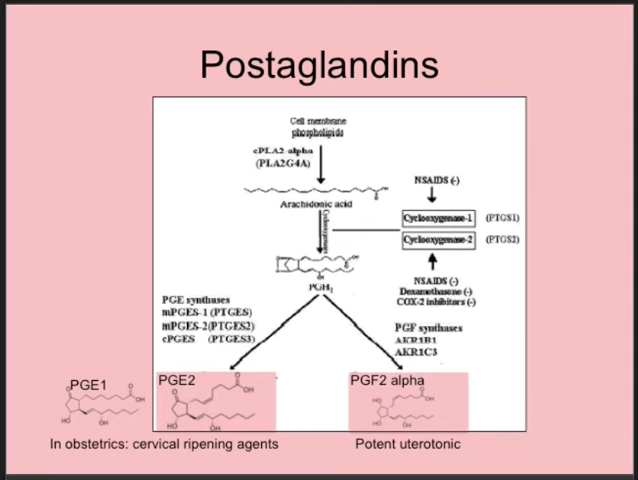 Postaglandins
Cell membrane
phospholipids
cPLA2 alpha
(PLA2G4A)
NSAIDS (-)
Arachidonic acid
Cyclooxygenase-1 (PTGS1)
Cyclooxygenases
Cyclooxygenase-2 (PTGS2)
PGH2
NSAIDS (-)
Dexamethasone (-)
COX-2 inhibitors (-)
PGE synthases
mPGES-1 (PTGES)
mPGES-2(PTGES2)
cPGES (PTGES3)
PGF synthases
AKR1B1
AKR1C3
PGE1
PGE2
PGF2 alpha
In obstetrics: cervical ripening agents
Potent uterotonic